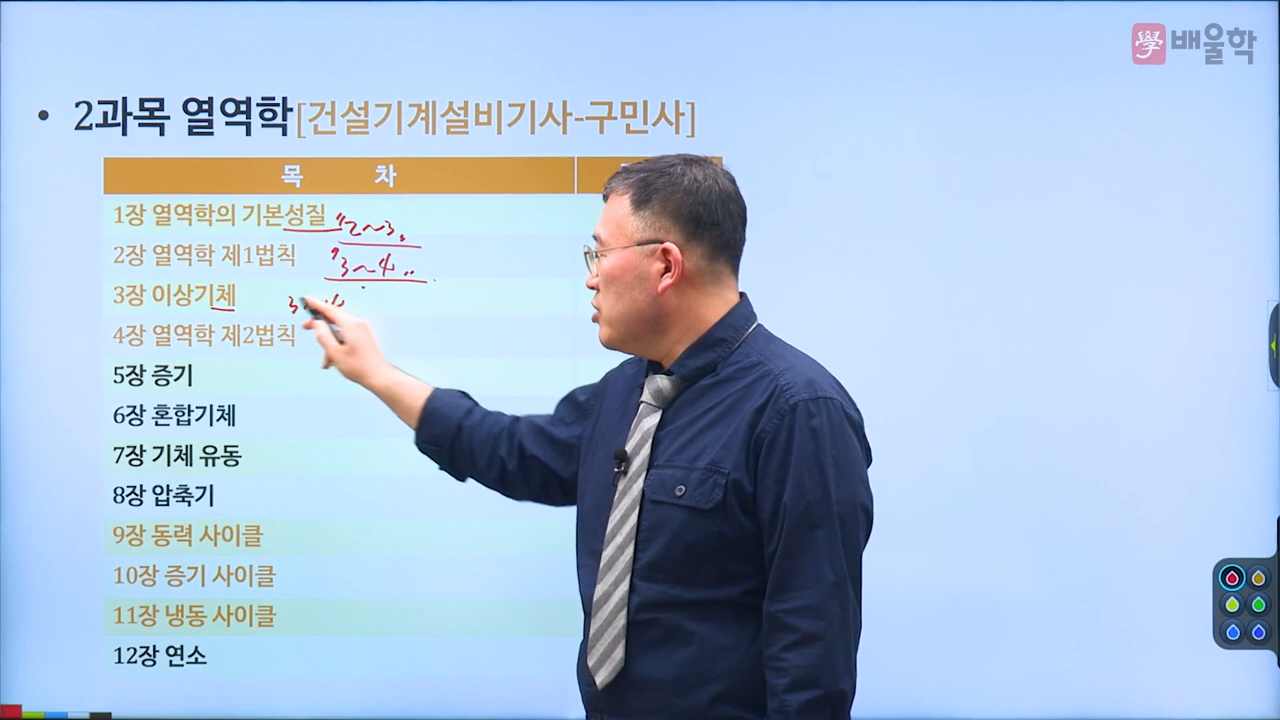 學 배울학
• 2과목 열역학[건설기계설비기사-구민사]
목 차
1장 열역학의 기본성질 2~3
2장 열역학 제1법칙 3~4
3장 이상기체
4장 열역학 제2법칙
5장 증기
6장 혼합기체
7장 기체 유동
8장 압축기
9장 동력 사이클
10장 증기 사이클
11장 냉동 사이클
12장 연소